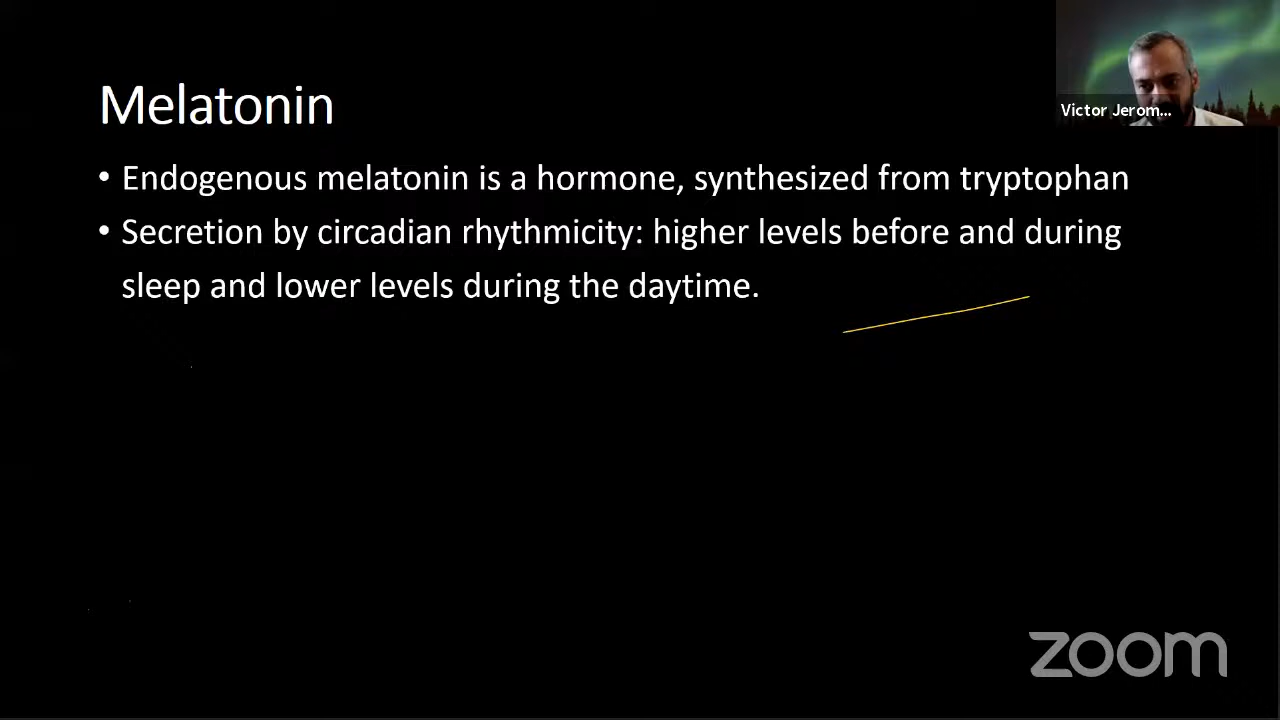 Melatonin
• Endogenous melatonin is a hormone, synthesized from tryptophan
• Secretion by circadian rhythmicity: higher levels before and during
sleep and lower levels during the daytime.
Victor Jerom...
zoom